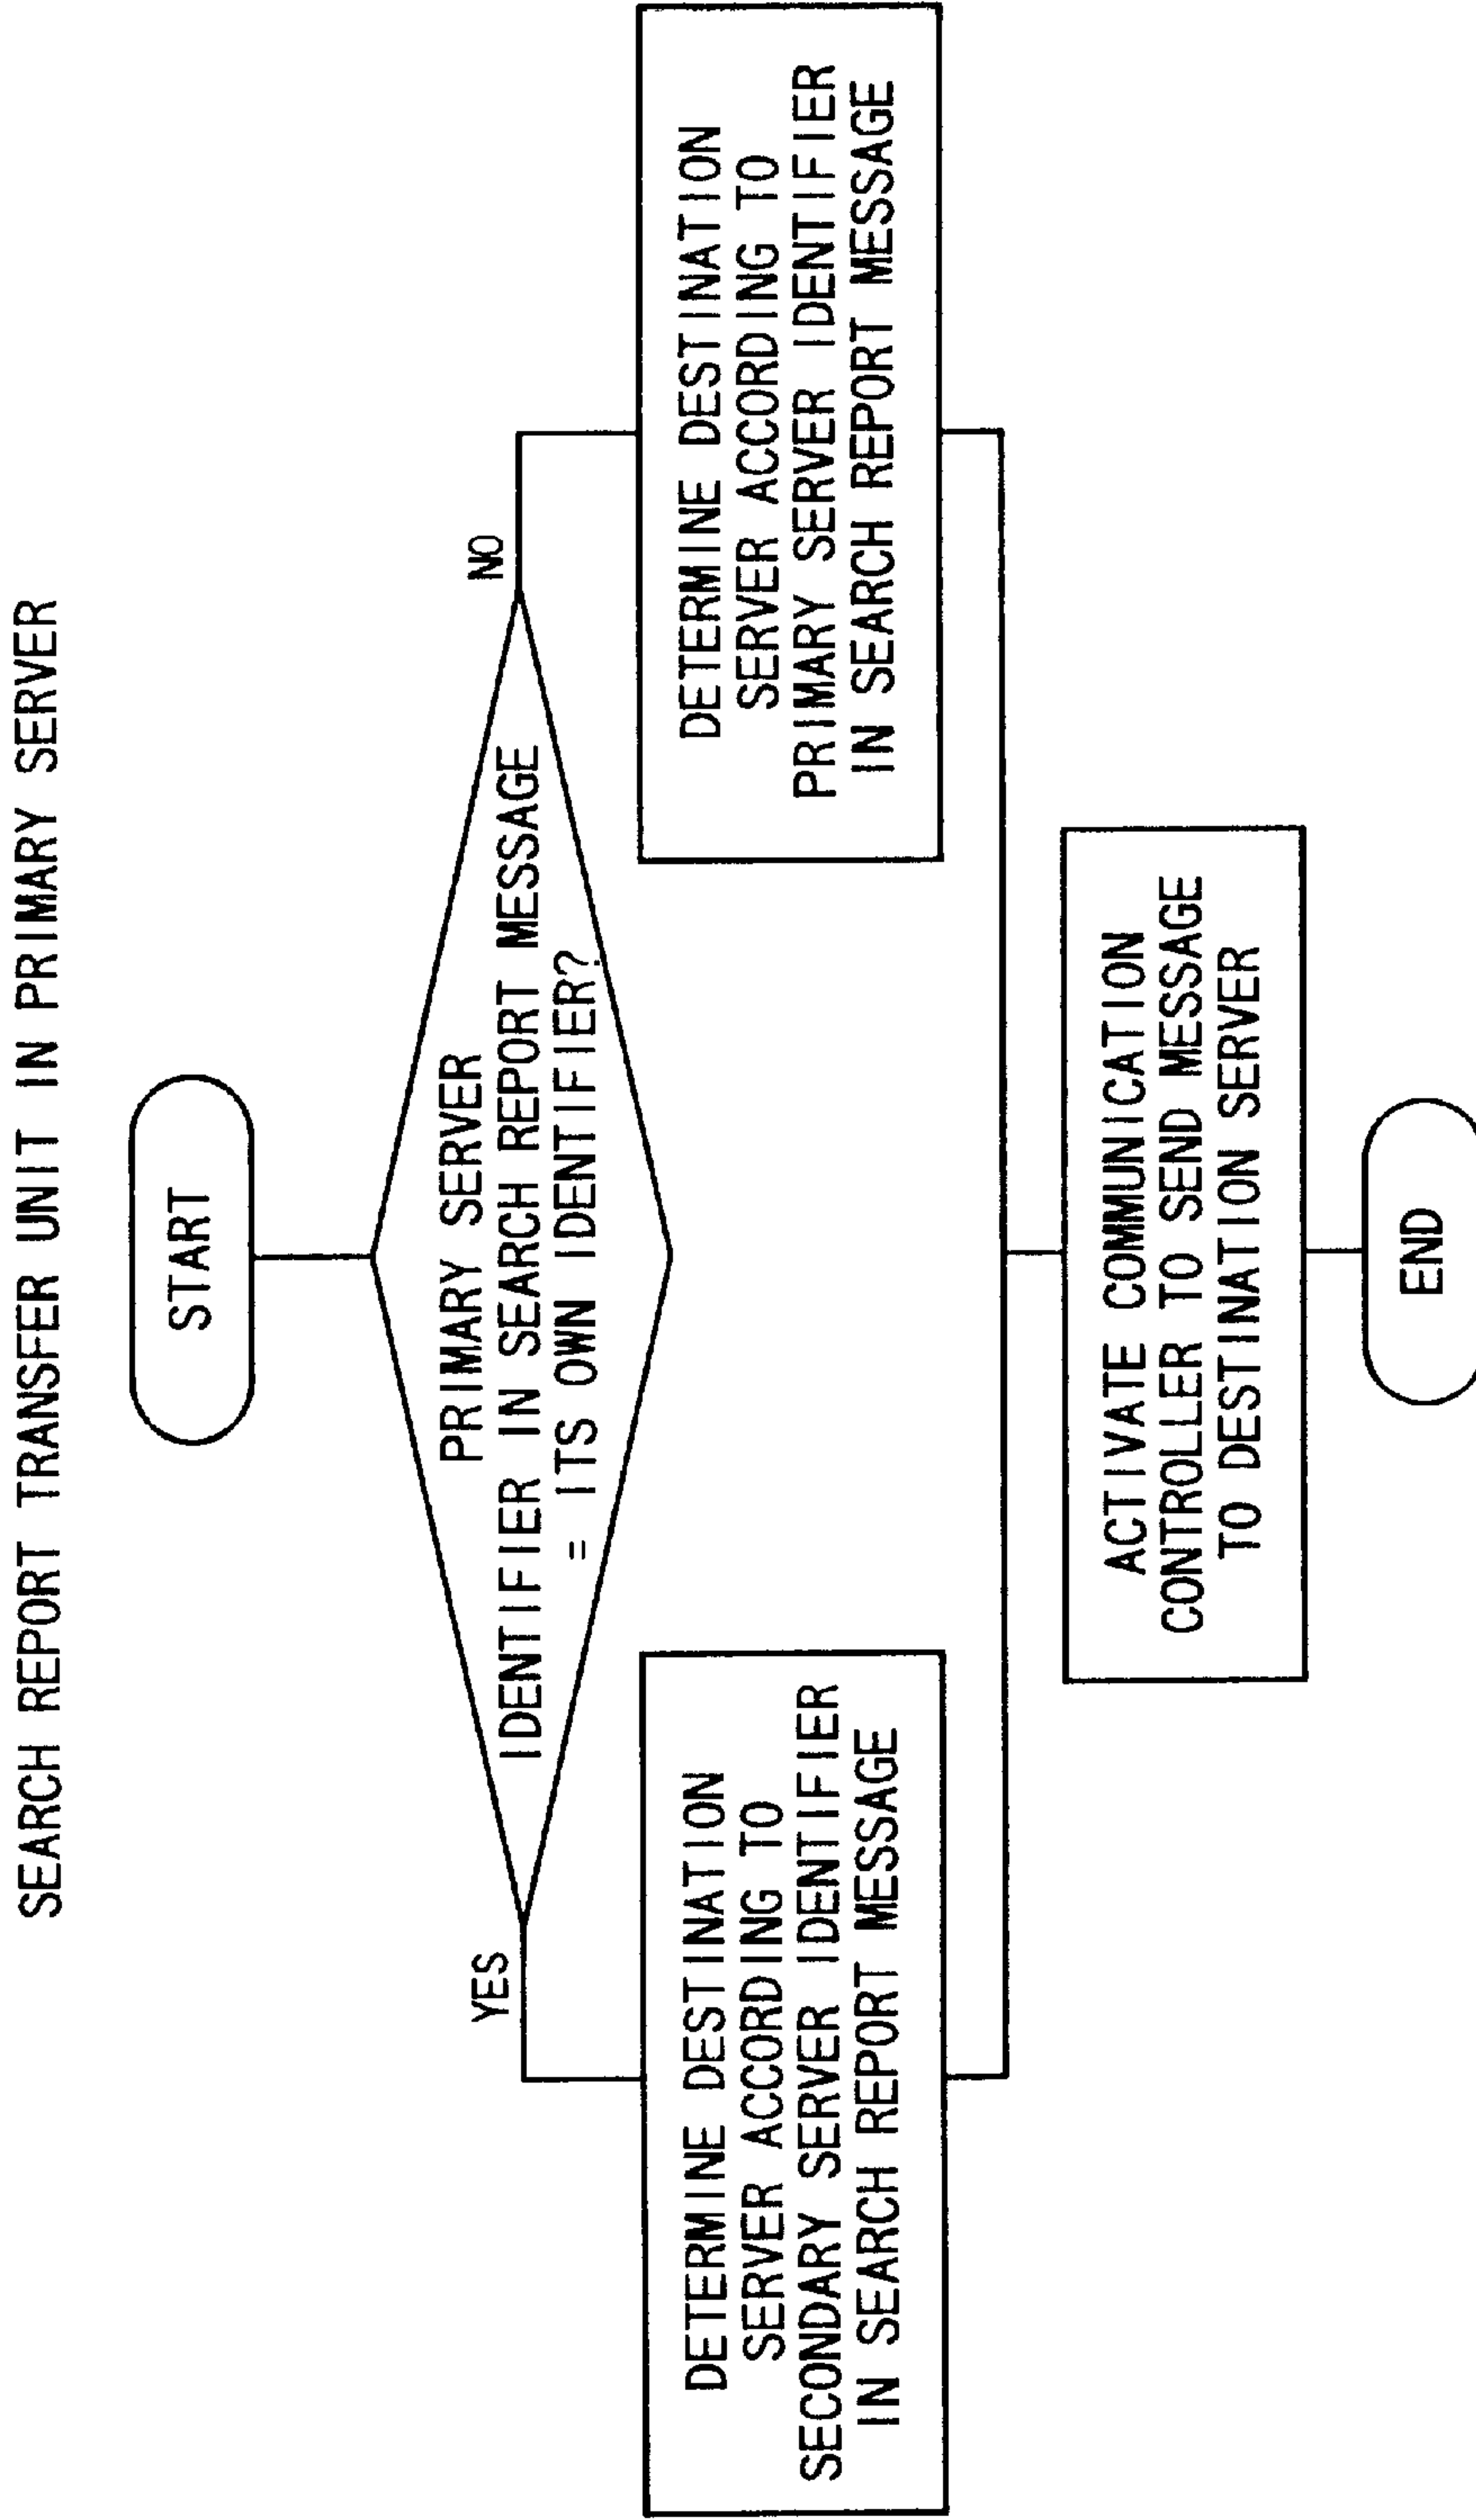 SEARCH REPORT TRANSFER UNIT IN PRIMARY SERVER
START
PRIMARY SERVER
IDENTIFIER IN SEARCH REPORT MESSAGE
= ITS OWN IDENTIFIER?
YES
NO
DETERMINE DESTINATION
SERVER ACCORDING TO
SECONDARY SERVER IDENTIFIER
IN SEARCH REPORT MESSAGE
DETERMINE DESTINATION
SERVER ACCORDING TO
PRIMARY SERVER IDENTIFIER
IN SEARCH REPORT MESSAGE
ACTIVATE COMMUNICATION
CONTROLLER TO SEND MESSAGE
TO DESTINATION SERVER
END